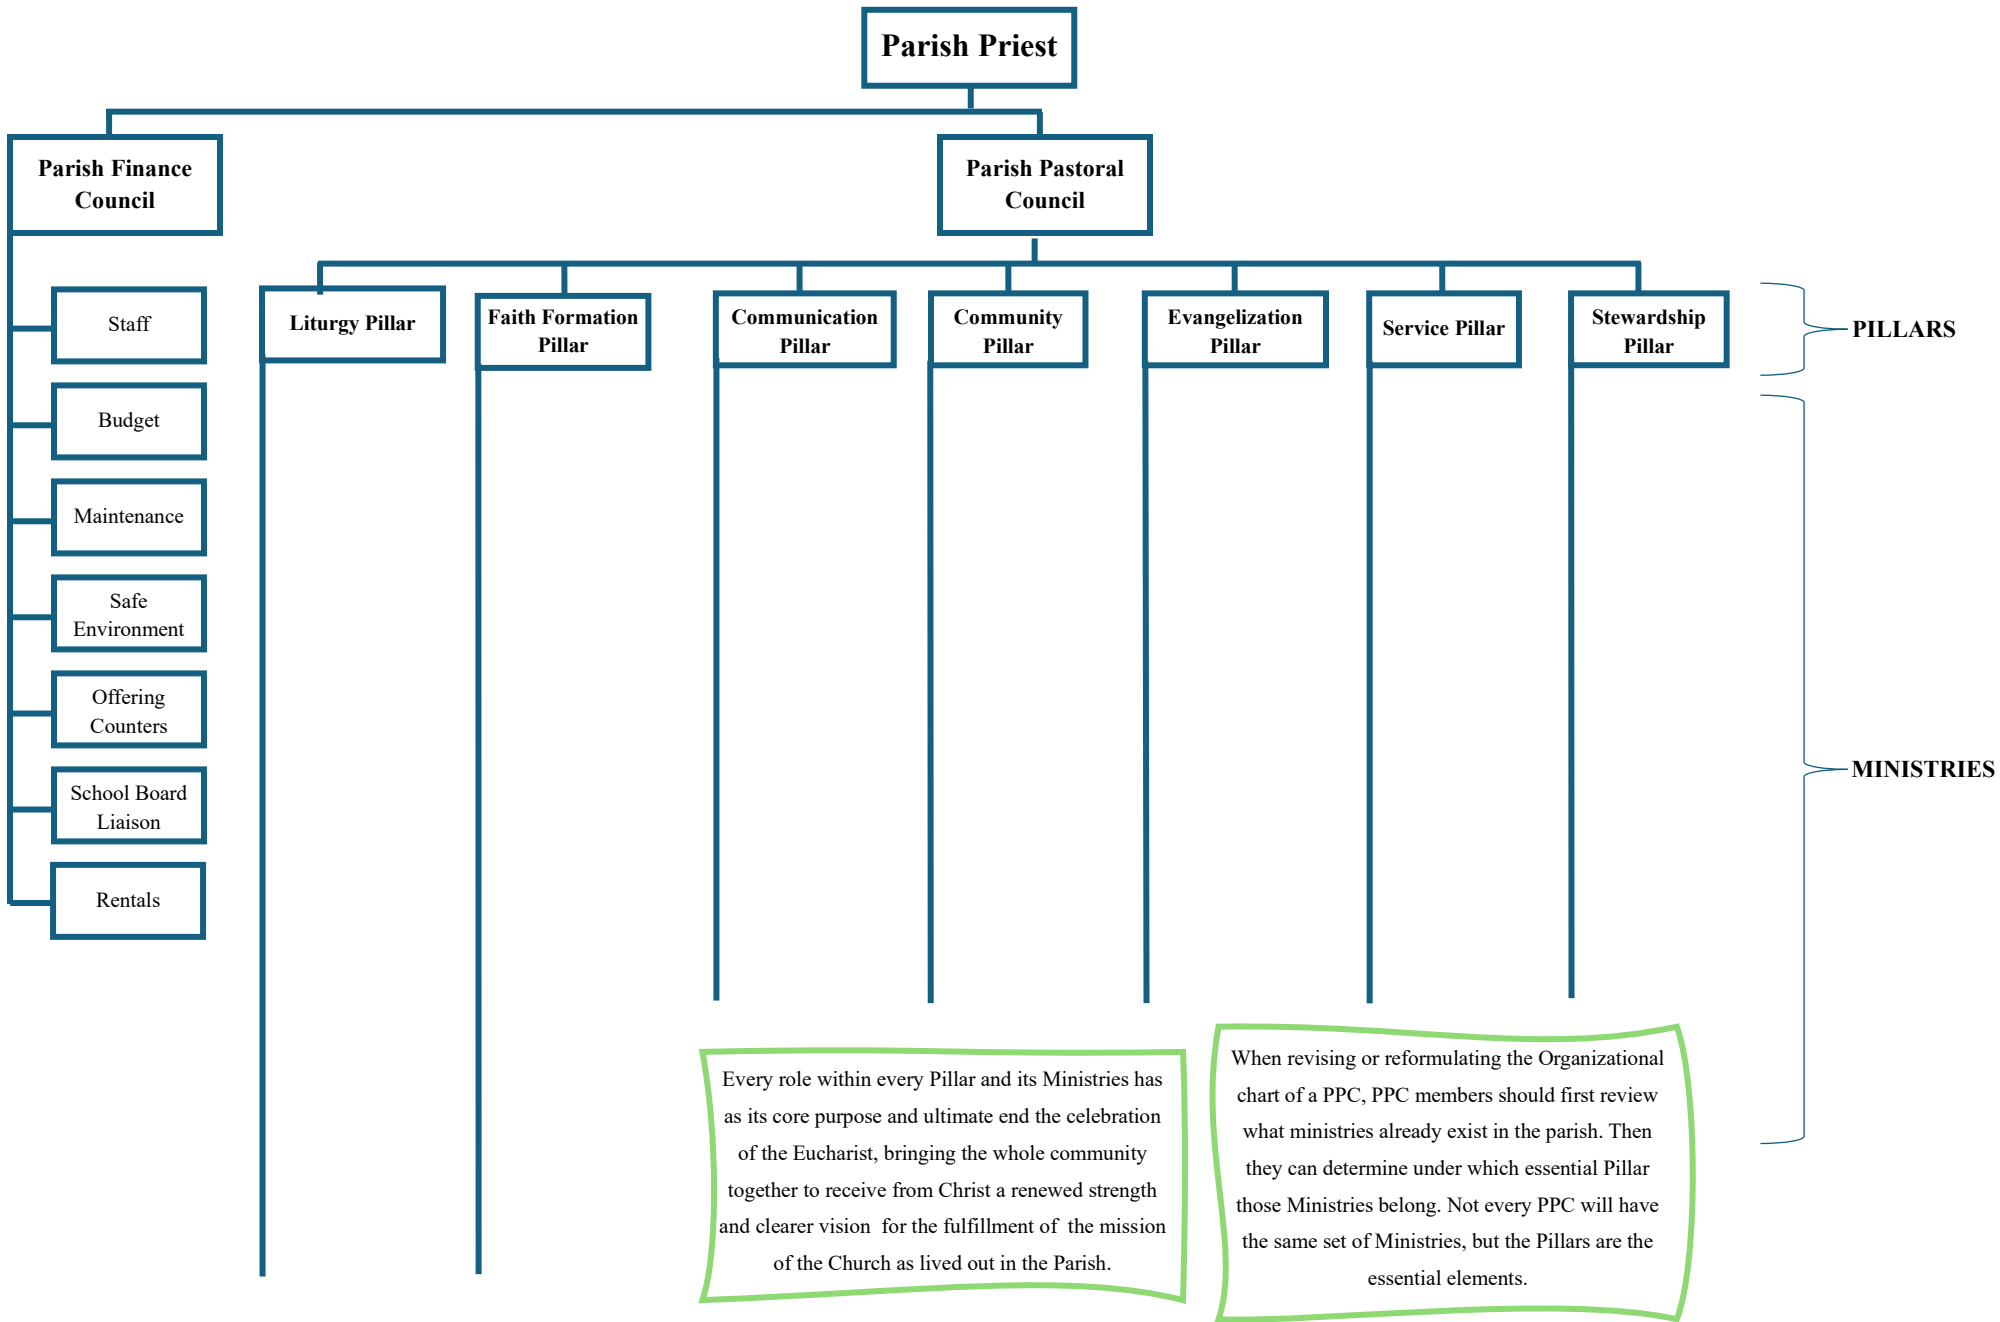 Parish Priest
Parish Finance
Council
Parish Pastoral
Council
Staff
Budget
Maintenance
Safe
Environment
Offering
Counters
School Board
Liaison
Rentals
Liturgy Pillar
Faith Formation
Pillar
Communication
Pillar
Community
Pillar
Evangelization
Pillar
Service Pillar
Stewardship
Pillar
PILLARS
MINISTRIES
Every role within every Pillar and its Ministries has
as its core purpose and ultimate end the celebration
of the Eucharist, bringing the whole community
together to receive from Christ a renewed strength
and clearer vision for the fulfillment of the mission
of the Church as lived out in the Parish.
When revising or reformulating the Organizational
chart of a PPC, PPC members should first review
what ministries already exist in the parish. Then
they can determine under which essential Pillar
those Ministries belong. Not every PPC will have
the same set of Ministries, but the Pillars are the
essential elements.